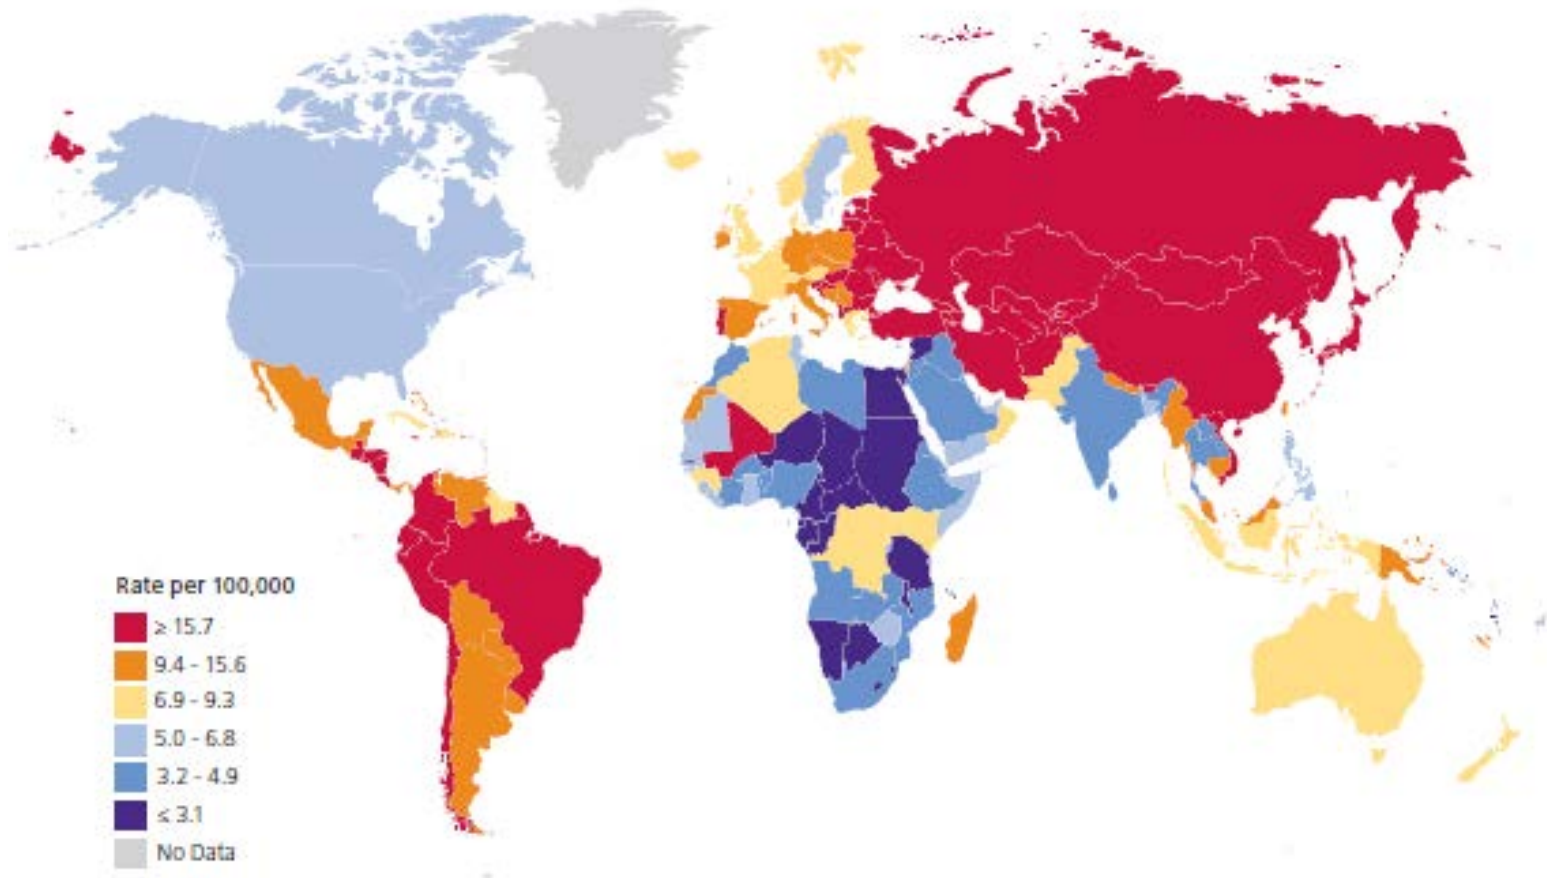 Rate per 100,000
≥ 15.7
9.4 - 15.6
6.9 - 9.3
5.0 - 6.8
3.2 - 4.9
≤ 3.1
No Data